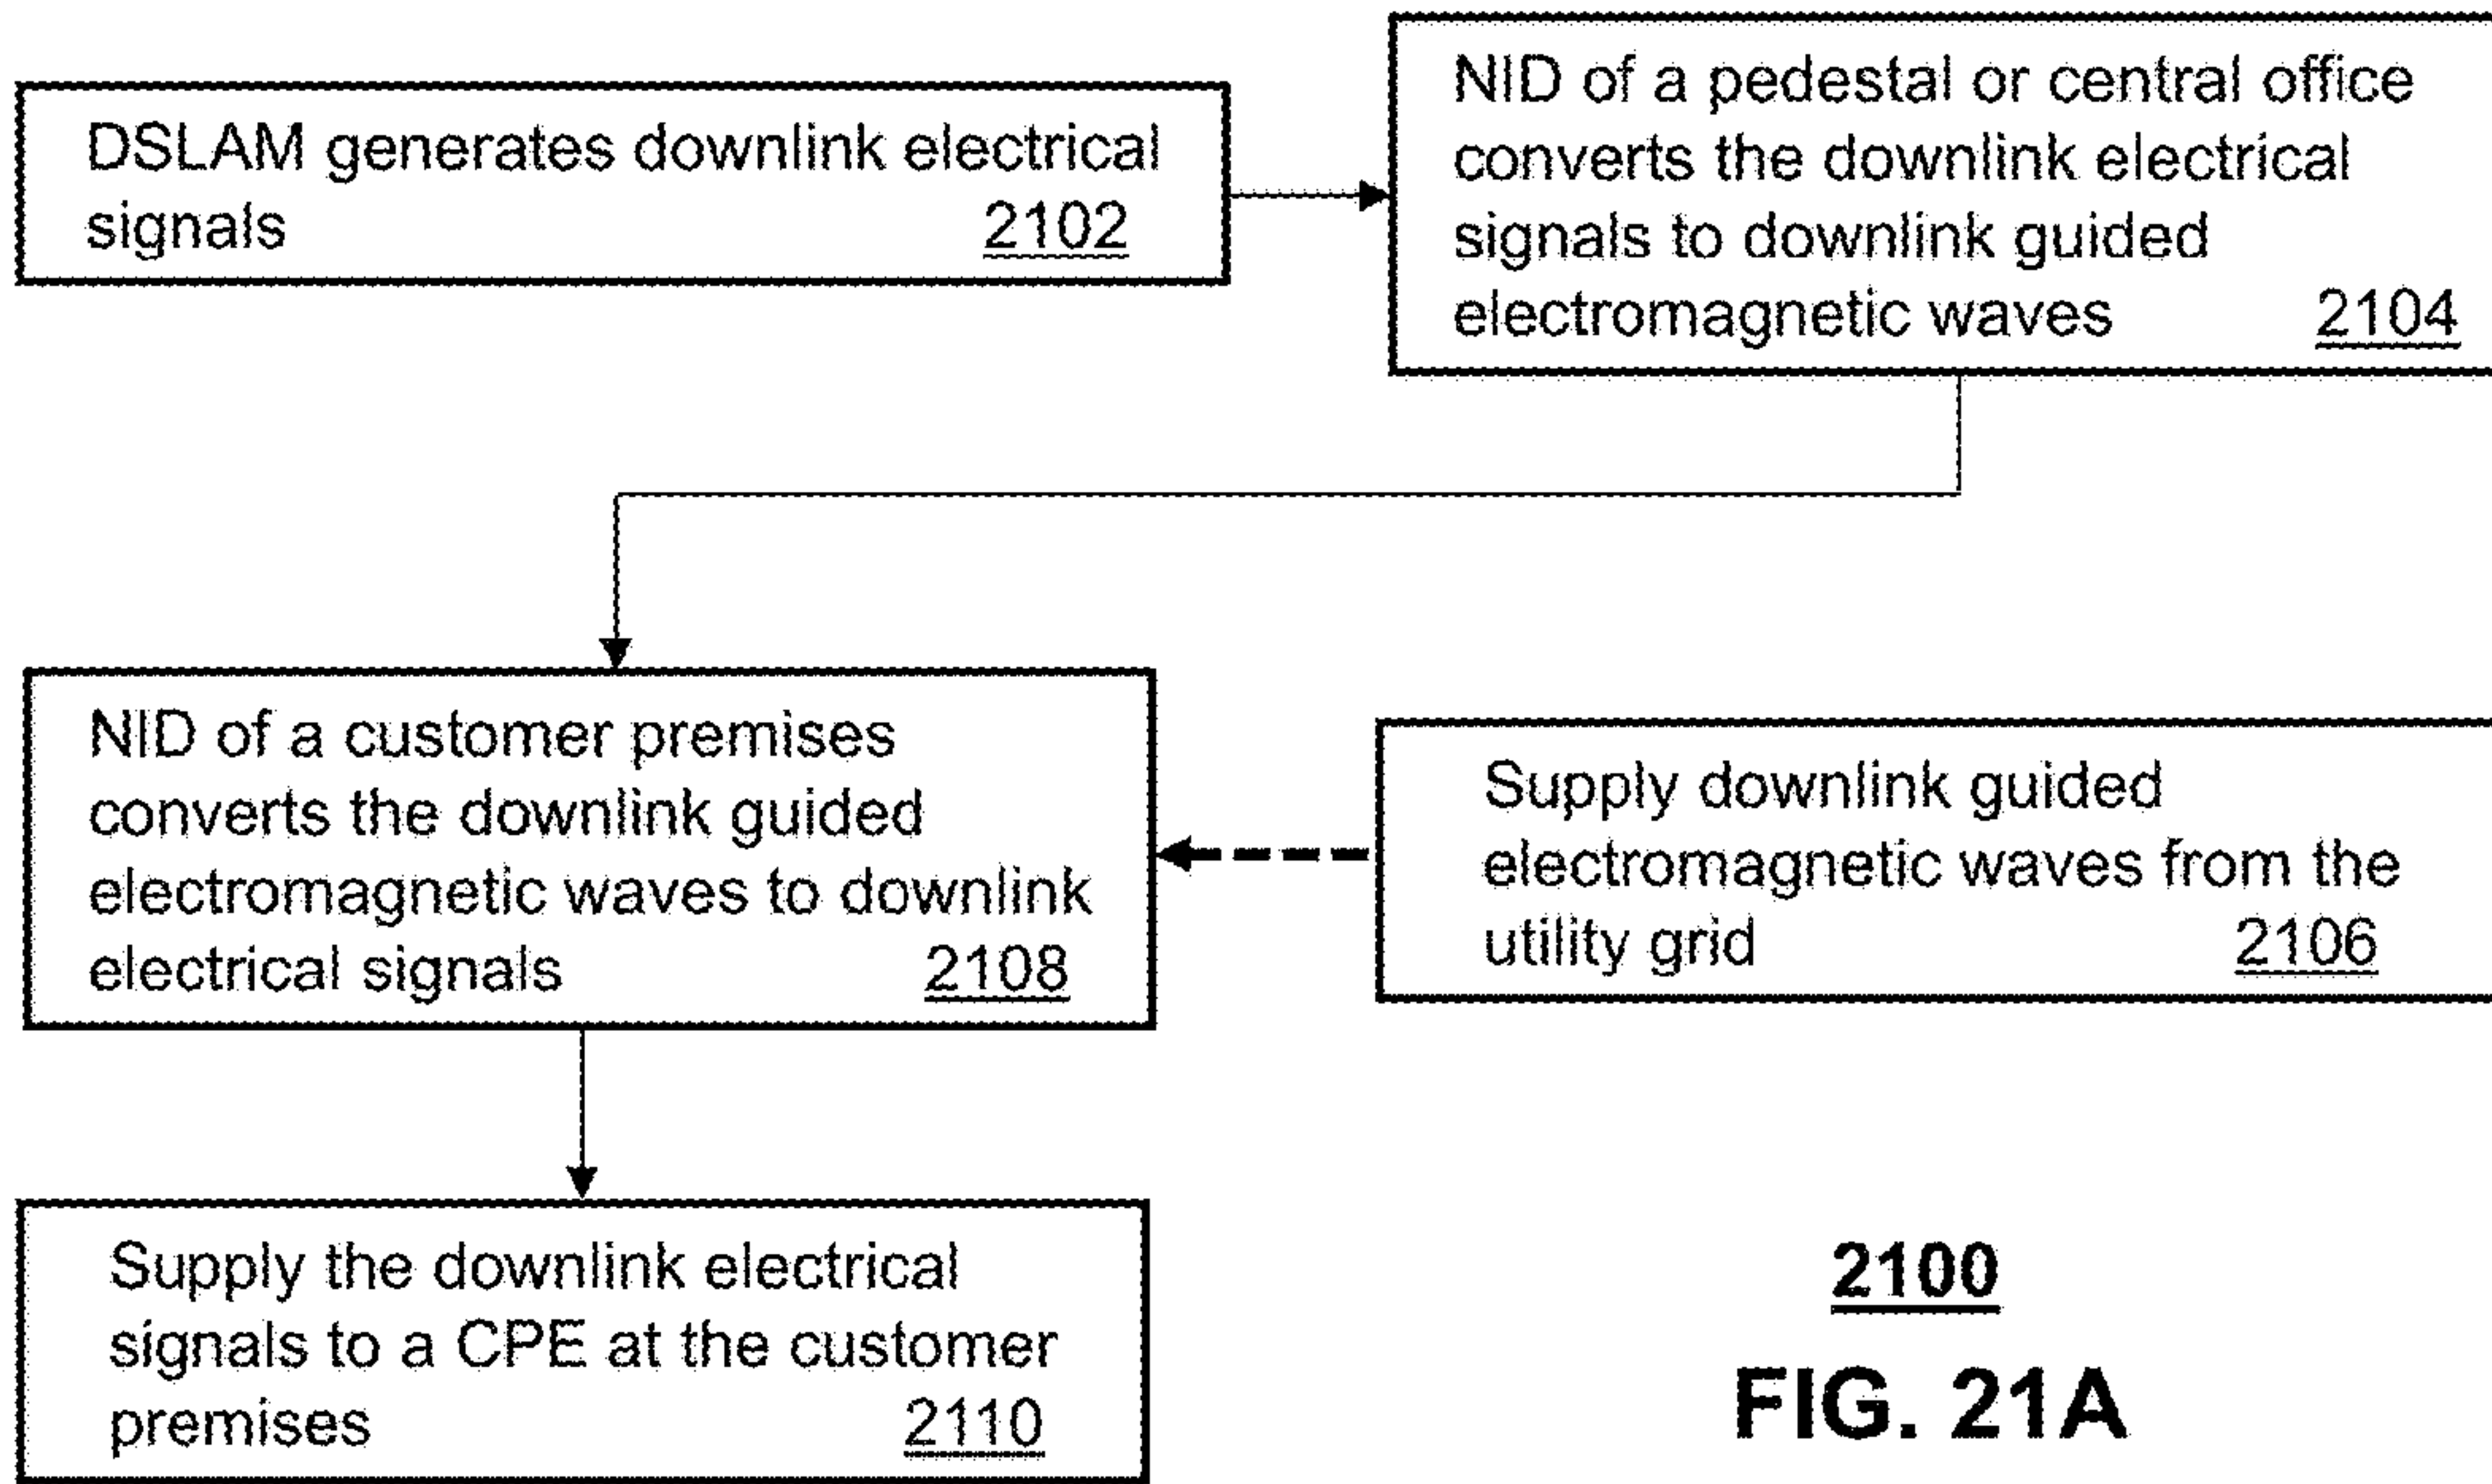 DSLAM generates downlink electrical
signals 2102
NID of a pedestal or central office
converts the downlink electrical
signals to downlink guided
electromagnetic waves 2104
NID of a customer premises
converts the downlink guided
electromagnetic waves to downlink
electrical signals 2108
Supply downlink guided
electromagnetic waves from the
utility grid 2106
Supply the downlink electrical
signals to a CPE at the customer
premises 2110
2100
FIG. 21A